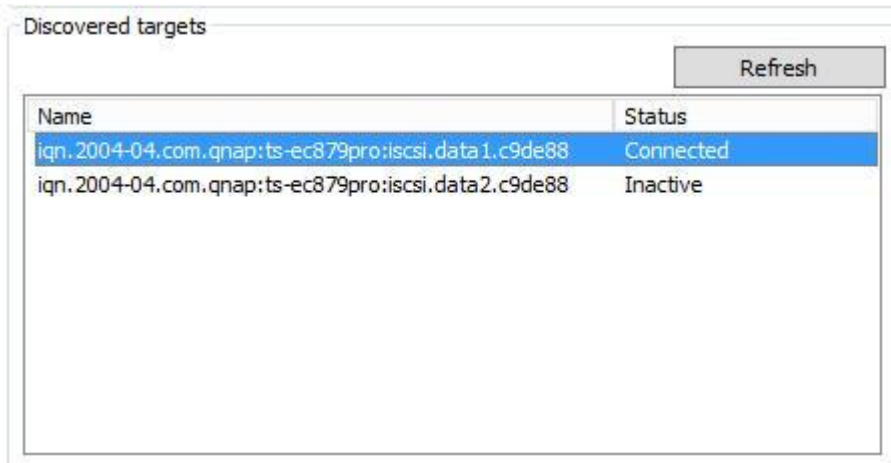 Discovered targets
Refresh
Name Status
iqn.2004-04.com.qnap:ts-ec879pro:iscsi.data1.c9de88 Connected
iqn.2004-04.com.qnap:ts-ec879pro:iscsi.data2.c9de88 Inactive